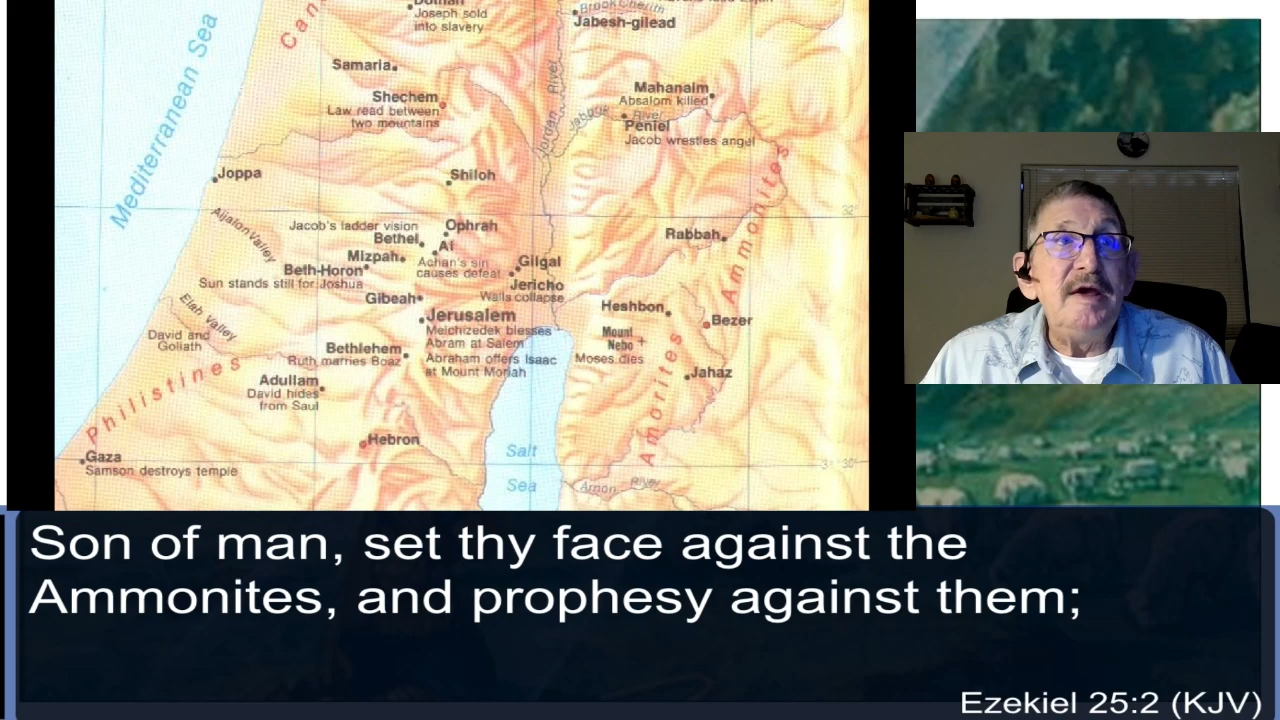 Dothan
Joseph sold
into slavery
Brook Cherith
Jabesh-gilead
Can
Mediterranean Sea
Samaria
Shechem
Law read between
two mountains
Jordan River
Jabbok River
Mahanaim
Absalom killed
Peniel
Jacob wrestles angel
Joppa
Shiloh
Ammonites
32°
Aijalon Valley
Jacob's ladder vision
Bethel
Ophrah
Ai
Mizpah
Achan's sin
causes defeat
Rabbah
Beth-Horon
Sun stands still for Joshua
Gilgal
Jericho
Walls collapse
Gibeah
Heshbon
Bezer
Elah Valley
David and
Goliath
Jerusalem
Melchizedek blesses
Abram at Salem
Abraham offers Isaac
at Mount Moriah
Mount
Nebo
Moses dies
Bethlehem
Ruth marries Boaz
Philistines
Adullam
David hides
from Saul
Jahaz
Amorites
Hebron
Gaza
Samson destroys temple
Salt
Sea
Arnon River
Son of man, set thy face against the
Ammonites, and prophesy against them;
Ezekiel 25:2 (KJV)